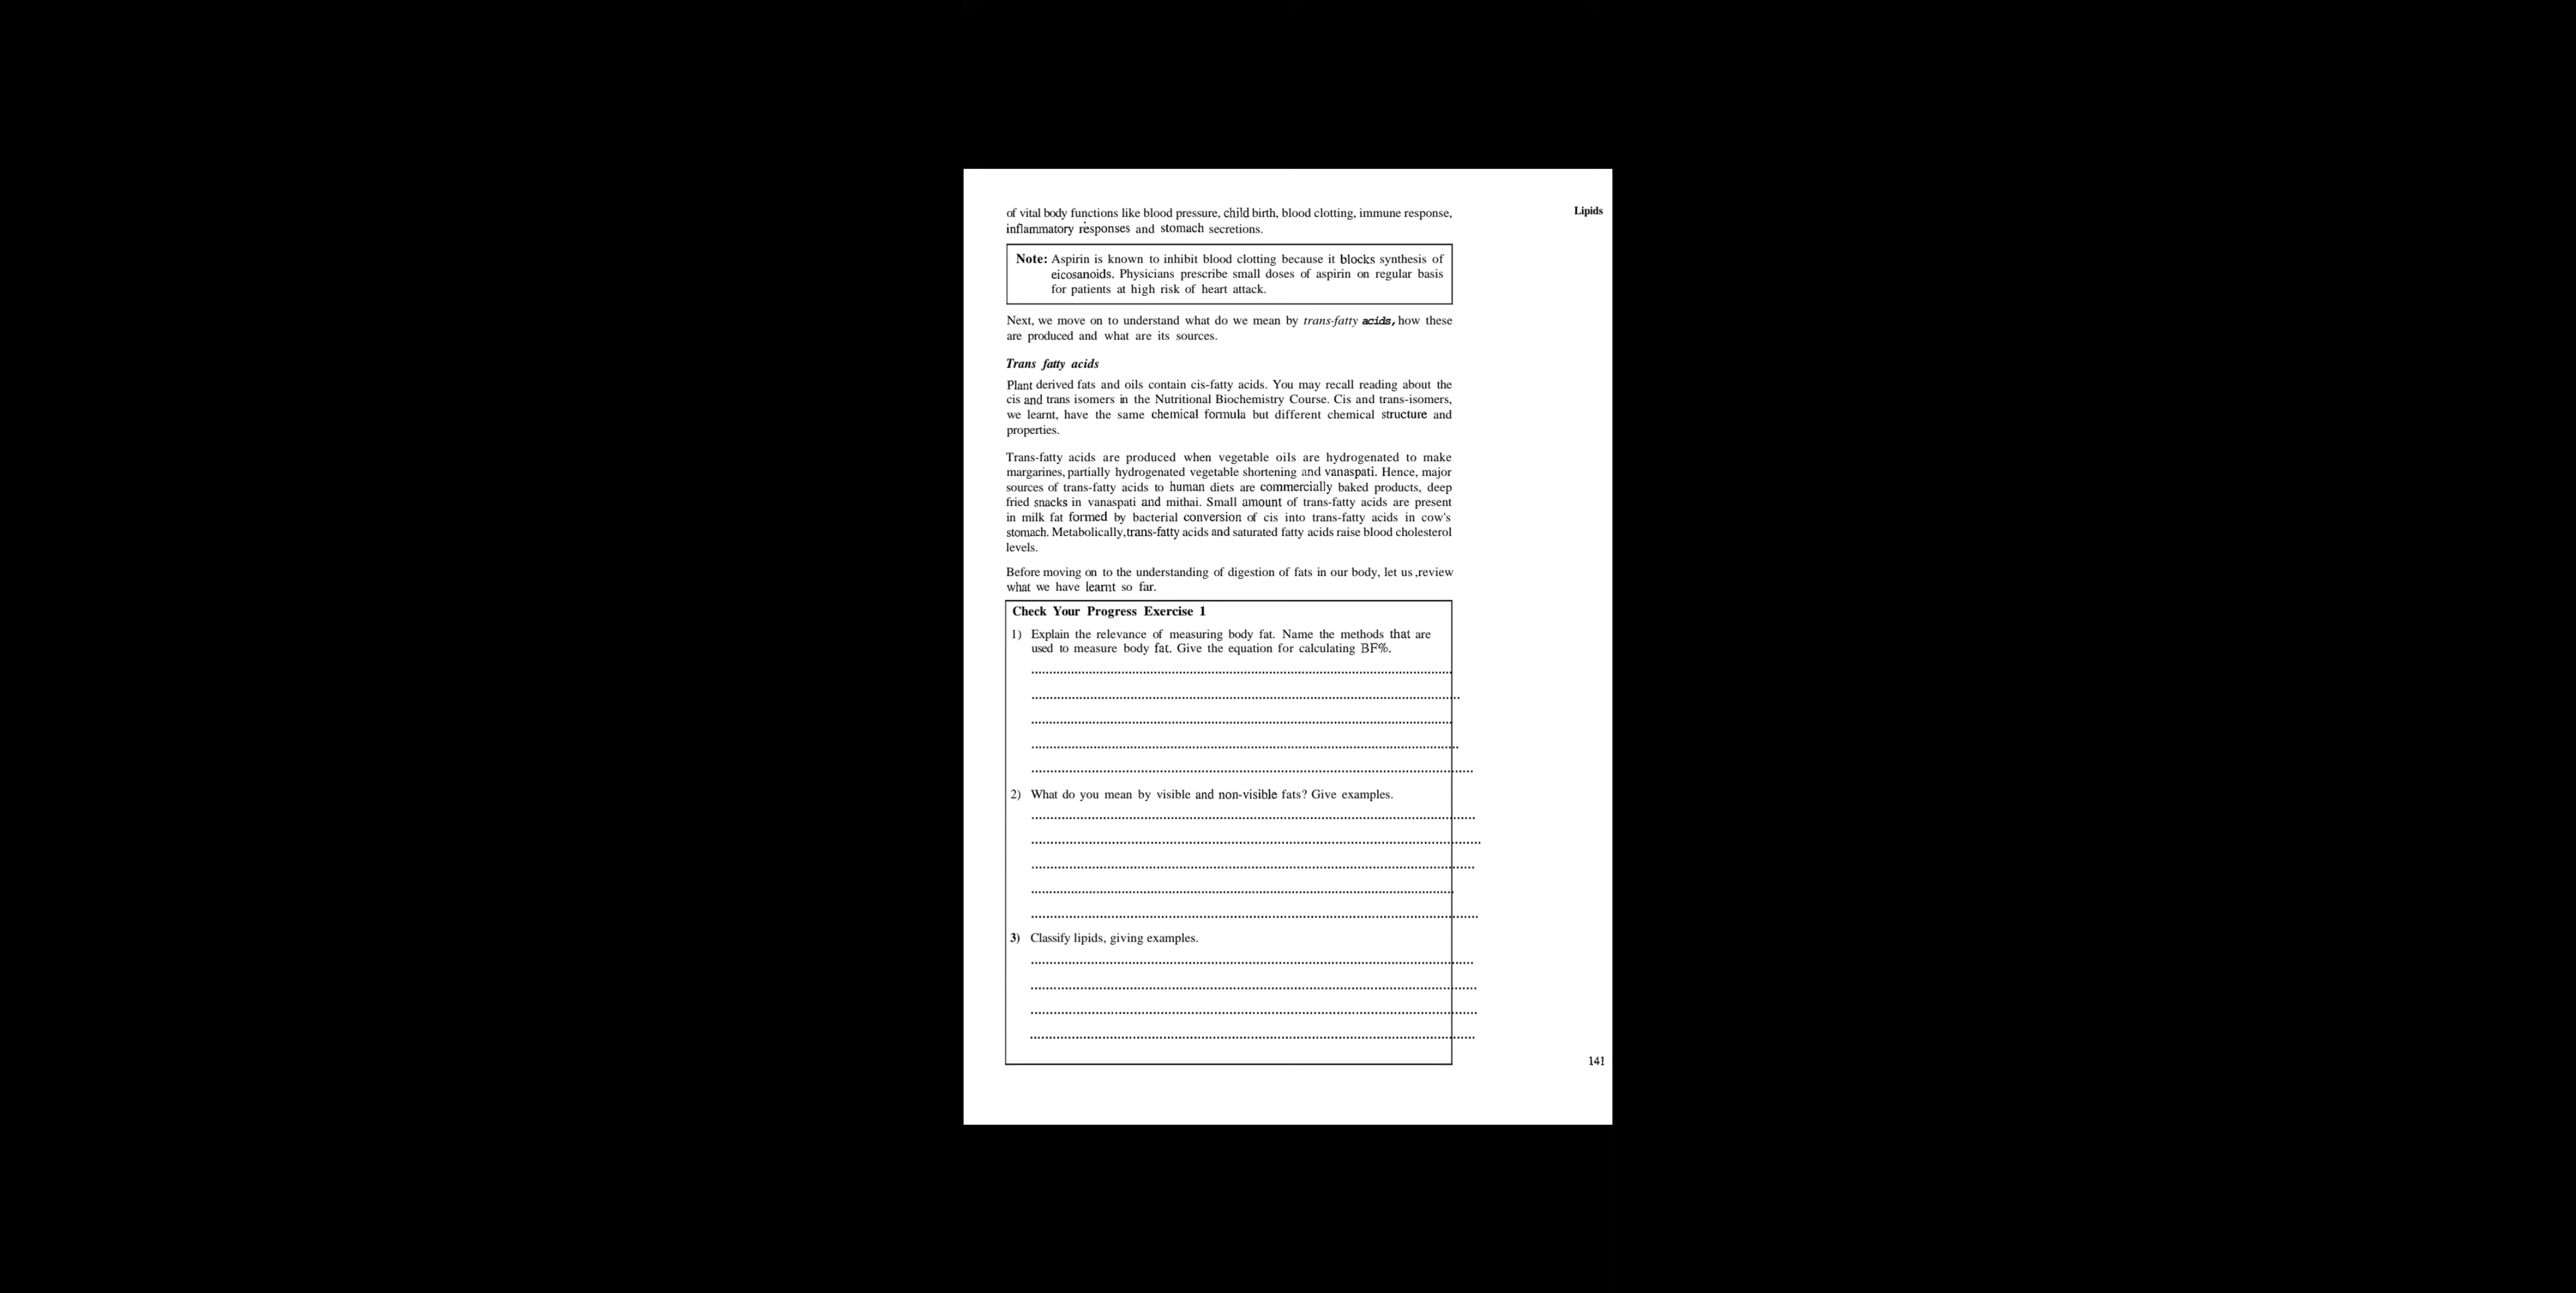 Lipids
of vital body functions like blood pressure, child birth, blood clotting, immune response,
inflammatory responses and stomach secretions.
Note: Aspirin is known to inhibit blood clotting because it blocks synthesis of
eicosanoids. Physicians prescribe small doses of aspirin on regular basis
for patients at high risk of heart attack.
Next, we move on to understand what do we mean by trans-fatty acids, how these
are produced and what are its sources.
Trans fatty acids
Plant derived fats and oils contain cis-fatty acids. You may recall reading about the
cis and trans isomers in the Nutritional Biochemistry Course. Cis and trans-isomers,
we learnt, have the same chemical formula but different chemical structure and
properties.
Trans-fatty acids are produced when vegetable oils are hydrogenated to make
margarines, partially hydrogenated vegetable shortening and vanaspati. Hence, major
sources of trans-fatty acids to human diets are commercially baked products, deep
fried snacks in vanaspati and mithai. Small amount of trans-fatty acids are present
in milk fat formed by bacterial conversion of cis into trans-fatty acids in cow's
stomach. Metabolically,trans-fatty acids and saturated fatty acids raise blood cholesterol
levels.
Before moving on to the understanding of digestion of fats in our body, let us ,review
what we have learnt so far.
Check Your Progress Exercise 1
1) Explain the relevance of measuring body fat. Name the methods that are
used to measure body fat. Give the equation for calculating BF%.
2) What do you mean by visible and non-visible fats? Give examples.
3) Classify lipids, giving examples.
141